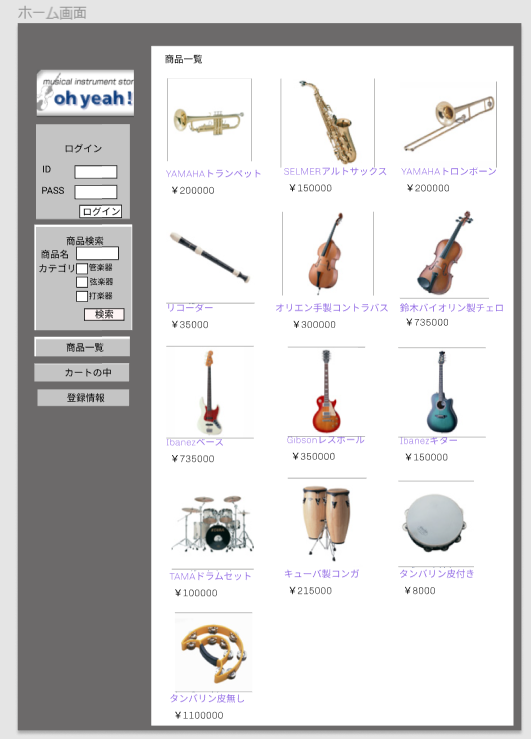 ホーム画面
musical instrument stor
oh yeah!
ログイン
ID
PASS
ログイン
商品検索
商品名
カテゴリ
管楽器
弦楽器
打楽器
検索
商品一覧
カートの中
登録情報
商品一覧
YAMAHAトランペット
¥200000
SELMERアルトサックス
¥150000
YAMAHAトロンボーン
¥200000
リコーダー
¥35000
オリエン手製コントラバス
¥300000
鈴木バイオリン製チェロ
¥735000
Ibanezベース
¥735000
Gibsonレスポール
¥350000
Ibanezギター
¥150000
TAMAドラムセット
¥100000
キューバ製コンガ
¥215000
タンバリン皮付き
¥8000
タンバリン皮無し
¥1100000